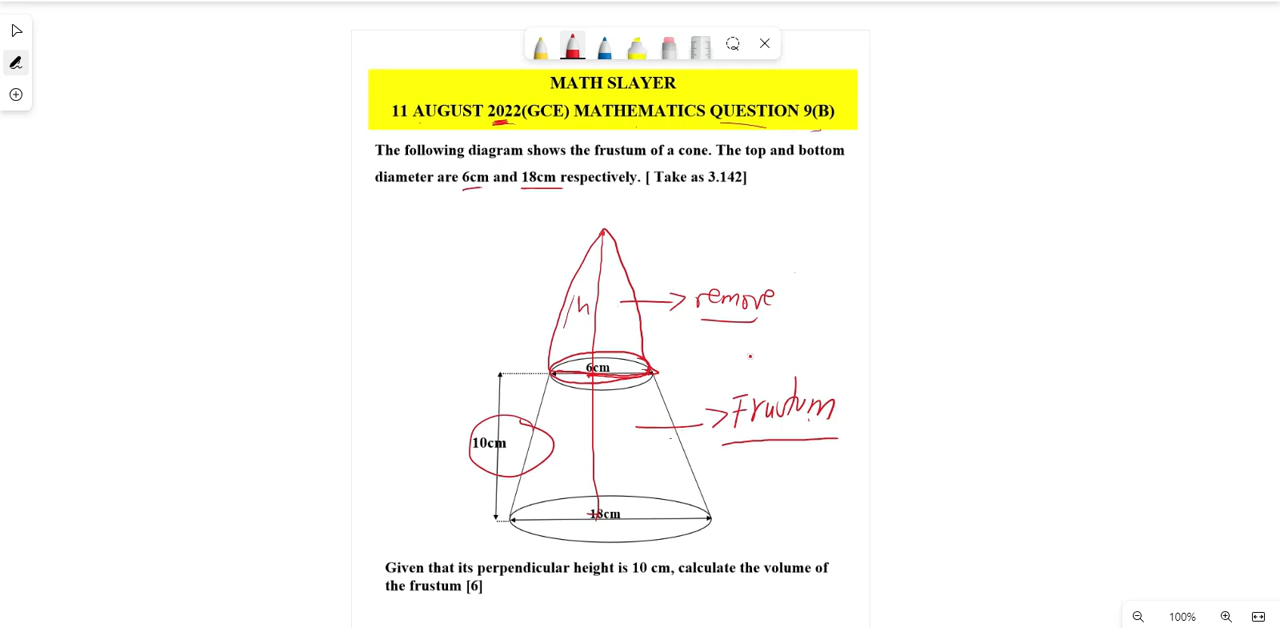 MATH SLAYER
11 AUGUST 2022(GCE) MATHEMATICS QUESTION 9(B)
The following diagram shows the frustum of a cone. The top and bottom
diameter are 6cm and 18cm respectively. [ Take as 3.142]
h
remove
6cm
Frustum
10cm
18cm
Given that its perpendicular height is 10 cm, calculate the volume of
the frustum [6]
100%